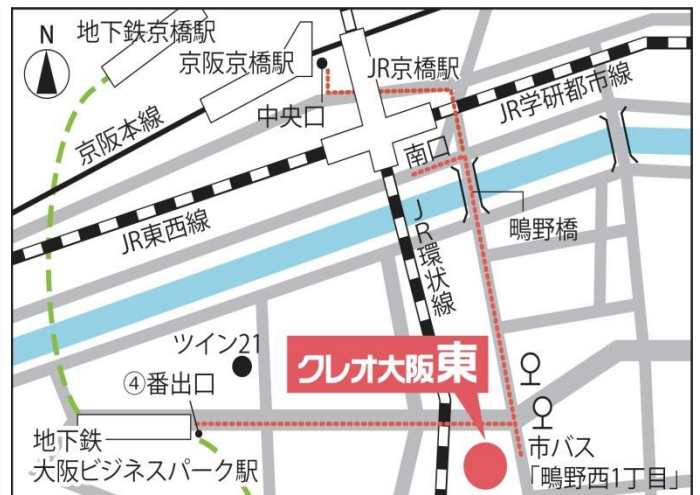 N
地下鉄京橋駅
京阪京橋駅
JR京橋駅
中央口
JR学研都市線
京阪本線
南口
JR東西線
JR環状線
鴫野橋
ツイン21
クレオ大阪東
④番出口
地下鉄
大阪ビジネスパーク駅
市バス
「鴫野西1丁目」